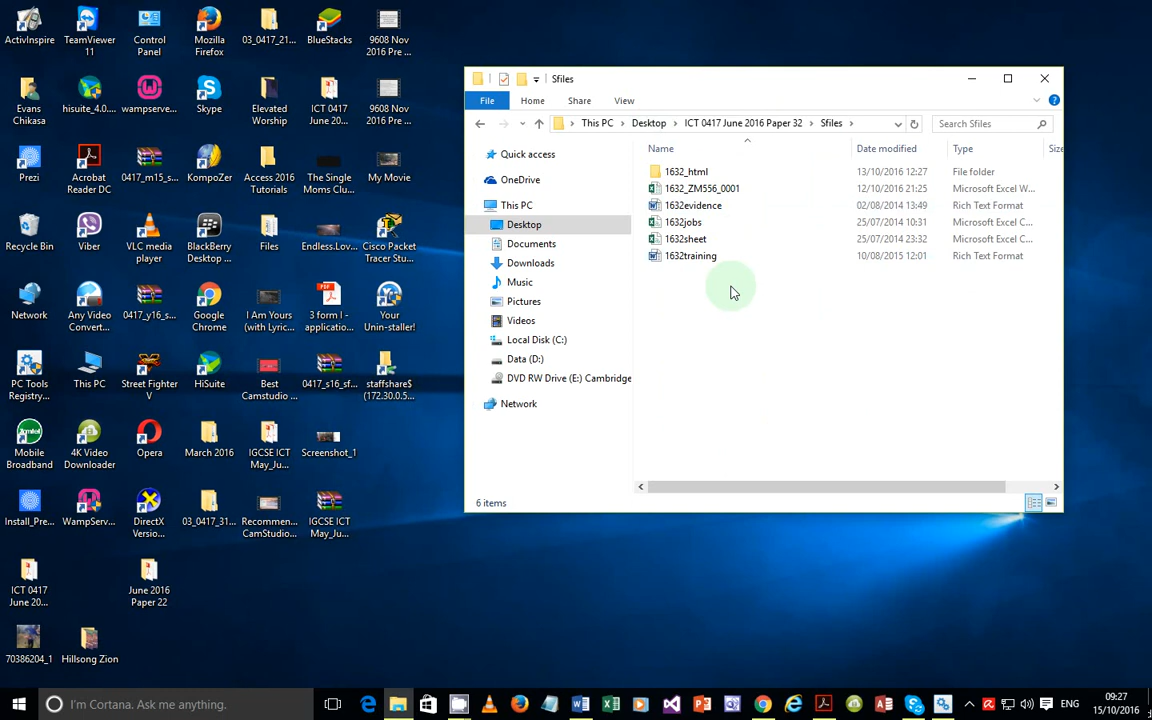 ActivInspire
TeamViewer 11
Control Panel
Mozilla Firefox
03_0417_21...
BlueStacks
9608 Nov 2016 Pre ...
Evans Chikasa
hisuite_4.0....
wampserve...
Skype
Elevated Worship
ICT 0417 June 20...
9608 Nov 2016 Pre ...
Prezi
Acrobat Reader DC
0417_m15_s...
KompoZer
Access 2016 Tutorials
The Single Moms Clu...
My Movie
Recycle Bin
Viber
VLC media player
BlackBerry Desktop ...
Files
Endless.Lov...
Cisco Packet Tracer Stu...
Network
Any Video Convert...
0417_y16_s...
Google Chrome
I Am Yours (with Lyric...
3 form I - applicatio...
Your Unin-staller!
PC Tools Registry...
This PC
Street Fighter V
HiSuite
Best Camstudio ...
0417_s16_sf...
staffshare$ (172.30.0.5...
Mobile Broadband
4K Video Downloader
Opera
March 2016
IGCSE ICT May_Ju...
Screenshot_1
Install_Pre...
WampServ...
DirectX Versio...
03_0417_31...
Recommen... CamStudio...
IGCSE ICT May_Ju...
ICT 0417 June 20...
June 2016 Paper 22
70386204_1
Hillsong Zion
Sfiles
File Home Share View
This PC Desktop ICT 0417 June 2016 Paper 32 Sfiles
Search Sfiles
Quick access
OneDrive
This PC
Desktop
Documents
Downloads
Music
Pictures
Videos
Local Disk (C:)
Data (D:)
DVD RW Drive (E:) Cambridge
Network
Name Date modified Type Size
1632_html 13/10/2016 12:27 File folder
1632_ZM556_0001 12/10/2016 21:25 Microsoft Excel W...
1632evidence 02/08/2014 13:49 Rich Text Format
1632jobs 25/07/2014 10:31 Microsoft Excel C...
1632sheet 25/07/2014 23:32 Microsoft Excel C...
1632training 10/08/2015 12:01 Rich Text Format
6 items
I'm Cortana. Ask me anything.
ENG
09:27
15/10/2016